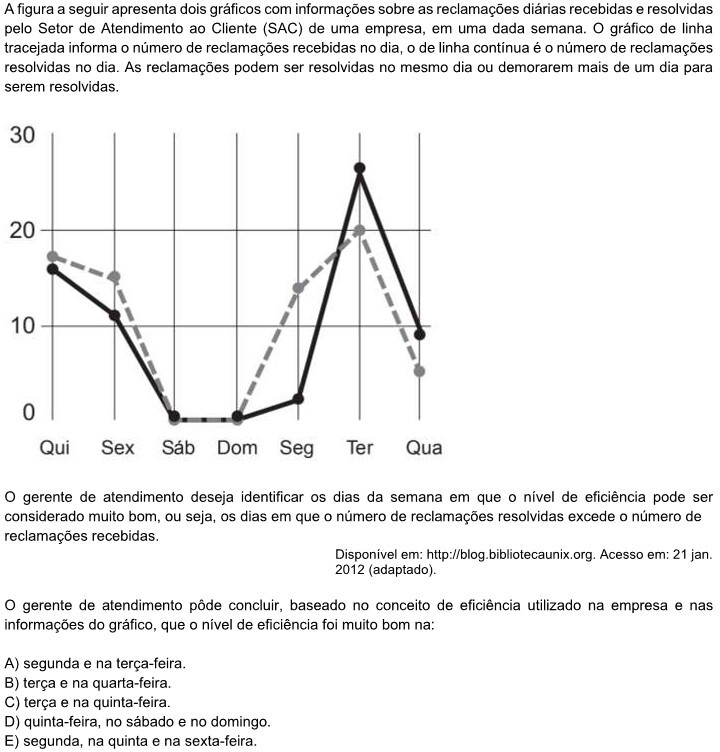 A figura a seguir apresenta dois gráficos com informações sobre as reclamações diárias recebidas e resolvidas
pelo Setor de Atendimento ao Cliente (SAC) de uma empresa, em uma dada semana. O gráfico de linha
tracejada informa o número de reclamações recebidas no dia, o de linha contínua é o número de reclamações
resolvidas no dia. As reclamações podem ser resolvidas no mesmo dia ou demorarem mais de um dia para
serem resolvidas.
30
20
10
0
Qui Sex Sáb Dom Seg Ter Qua
O gerente de atendimento deseja identificar os dias da semana em que o nível de eficiência pode ser
considerado muito bom, ou seja, os dias em que o número de reclamações resolvidas excede o número de
reclamações recebidas.
Disponível em: http://blog.bibliotecaunix.org. Acesso em: 21 jan.
2012 (adaptado).
O gerente de atendimento pôde concluir, baseado no conceito de eficiência utilizado na empresa e nas
informações do gráfico, que o nível de eficiência foi muito bom na:
A) segunda e na terça-feira.
B) terça e na quarta-feira.
C) terça e na quinta-feira.
D) quinta-feira, no sábado e no domingo.
E) segunda, na quinta e na sexta-feira.